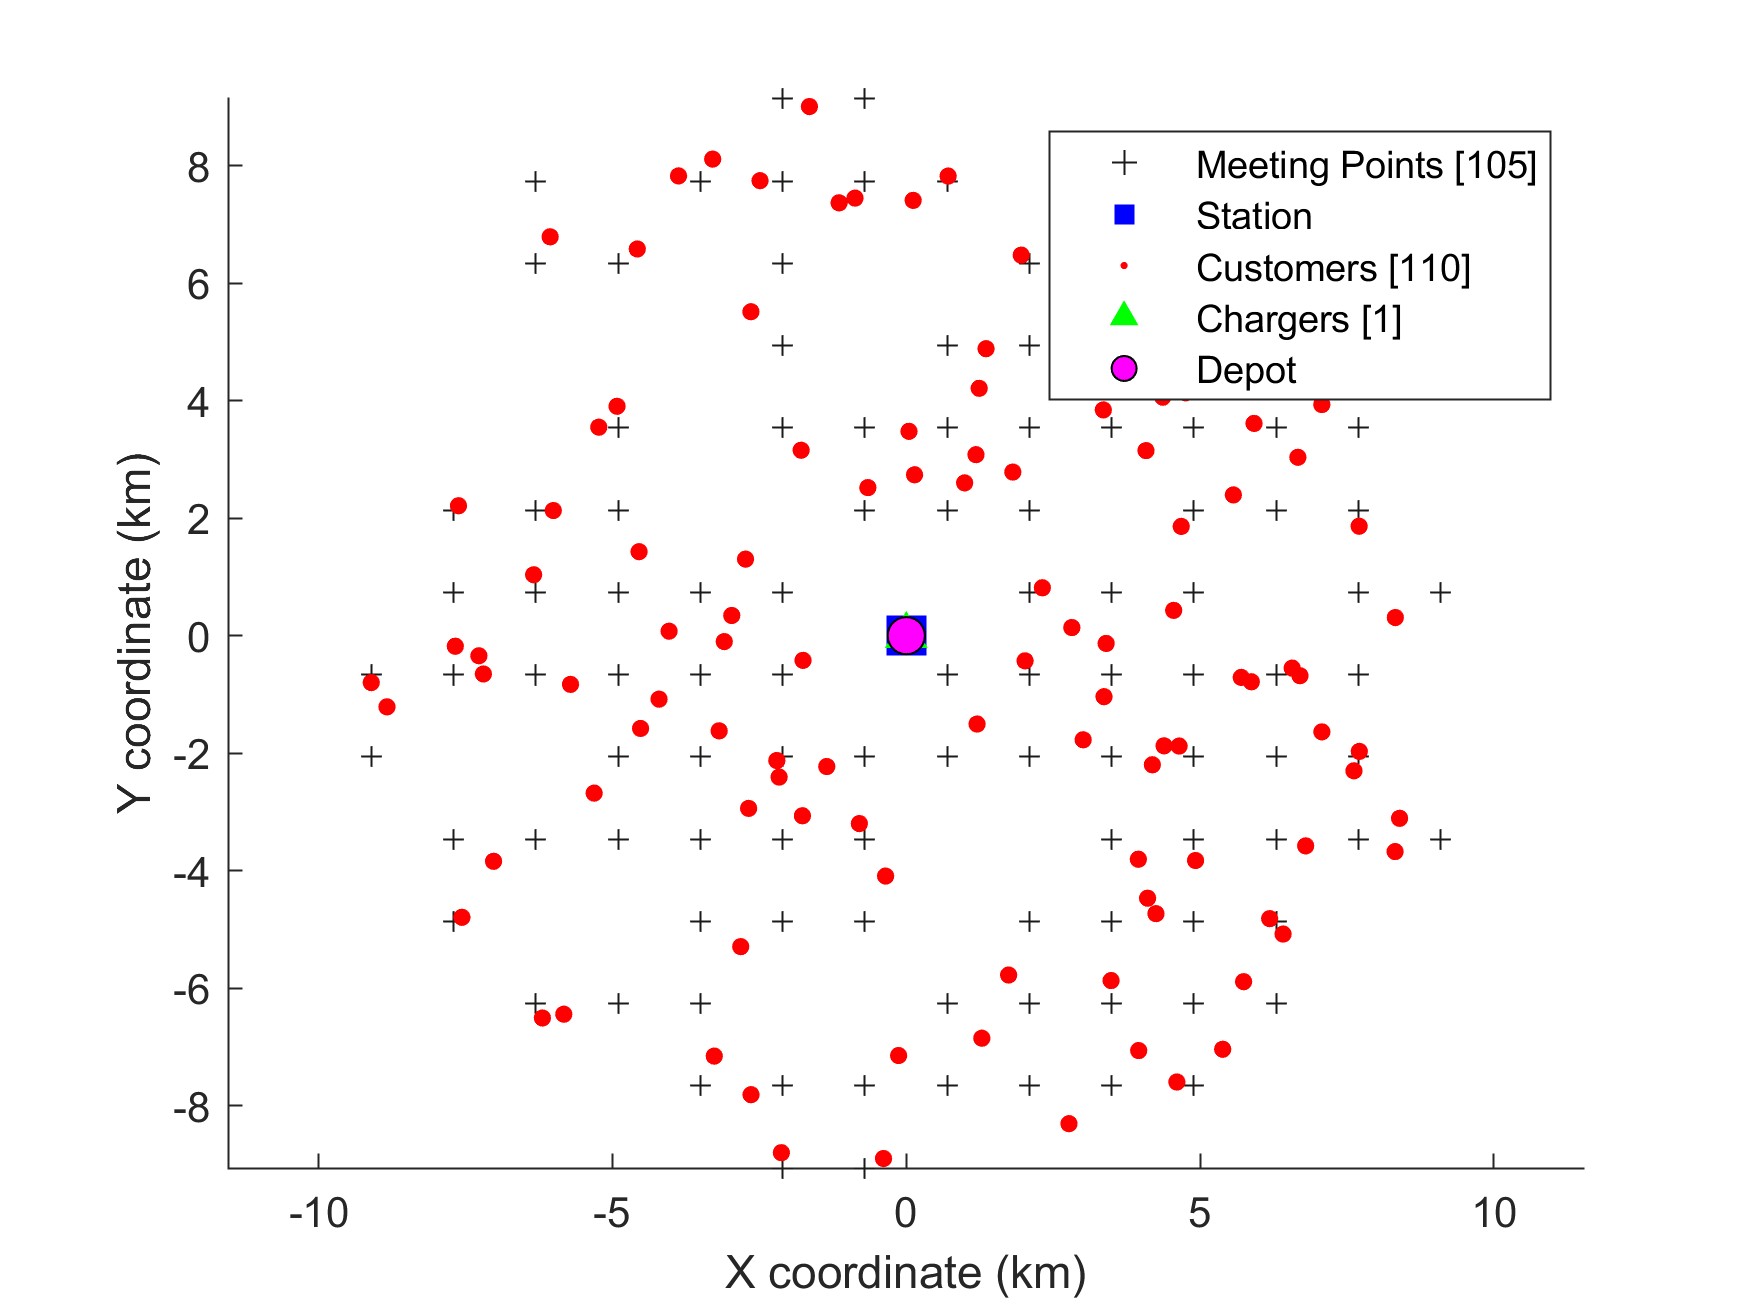 Meeting Points [105]
Station
Customers [110]
Chargers [1]
Depot
8
6
4
2
0
-2
-4
-6
-8
Y coordinate (km)
-10
-5
0
5
10
X coordinate (km)